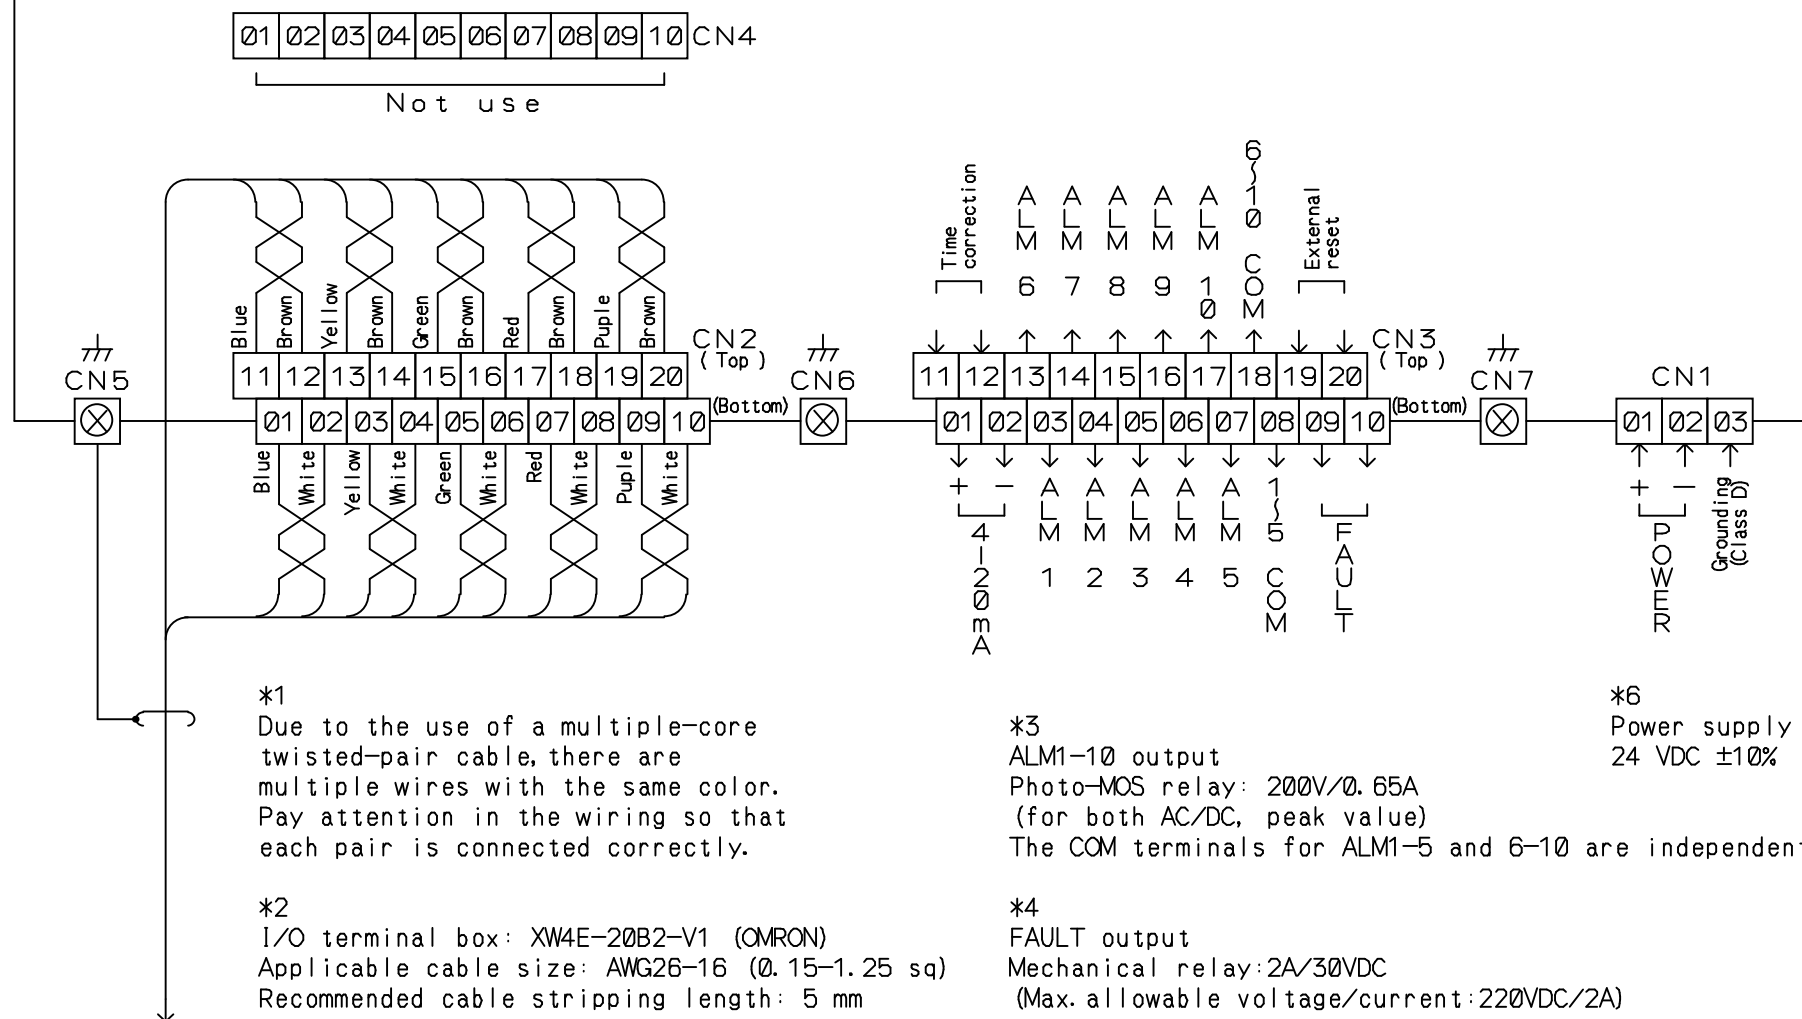 01 02 03 04 05 06 07 08 09 10 CN4
Not use
Blue Brown Yellow Brown Green Brown Red Brown Puple Brown
CN2
(Top)
11 12 13 14 15 16 17 18 19 20
01 02 03 04 05 06 07 08 09 10 (Bottom)
Blue White Yellow White Green White Red White Puple White
CN5
CN6
Time
correction
ALM 6
ALM 7
ALM 8
ALM 9
ALM 10
6~10 COM
External
reset
CN3
(Top)
11 12 13 14 15 16 17 18 19 20
01 02 03 04 05 06 07 08 09 10 (Bottom)
+ −
4-20mA
ALM 1
ALM 2
ALM 3
ALM 4
ALM 5
1~5 COM
FAULT
CN7
CN1
01 02 03
+ −
POWER
Grounding
(Class D)
*1
Due to the use of a multiple-core
twisted-pair cable, there are
multiple wires with the same color.
Pay attention in the wiring so that
each pair is connected correctly.
*2
I/O terminal box: XW4E-20B2-V1 (OMRON)
Applicable cable size: AWG26-16 (0.15-1.25 sq)
Recommended cable stripping length: 5 mm
*3
ALM1-10 output
Photo-MOS relay: 200V/0.65A
(for both AC/DC, peak value)
The COM terminals for ALM1-5 and 6-10 are independent
*4
FAULT output
Mechanical relay:2A/30VDC
(Max. allowable voltage/current:220VDC/2A)
*6
Power supply
24 VDC ±10%